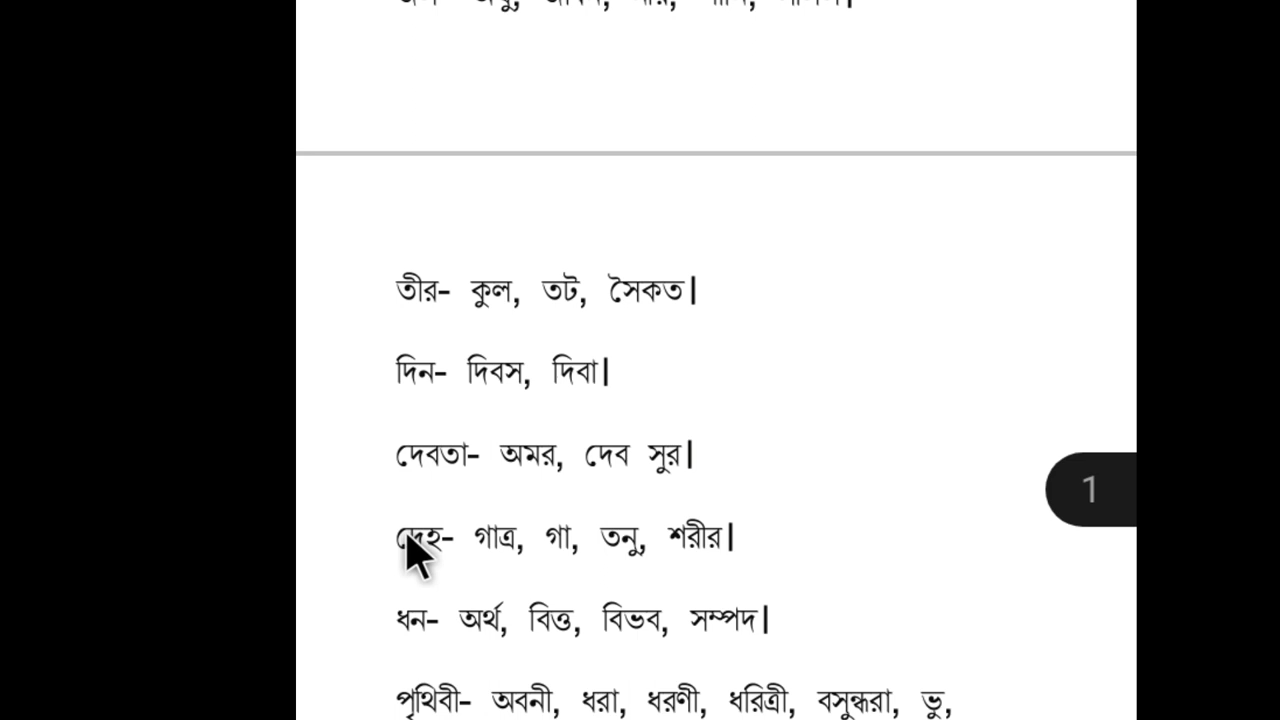 তীর- কুল, তট, সৈকত|
দিন- দিবস, দিবা|
দেবতা- অমর, দেব সুর|
দেহ- গাত্র, গা, তনু, শরীর|
1
ধন- অর্থ, বিত্ত, বিভব, সম্পদ|
পৃথিবী- অবনী, ধরা, ধরণী, ধরিত্রী, বসুন্ধরা, ভু,